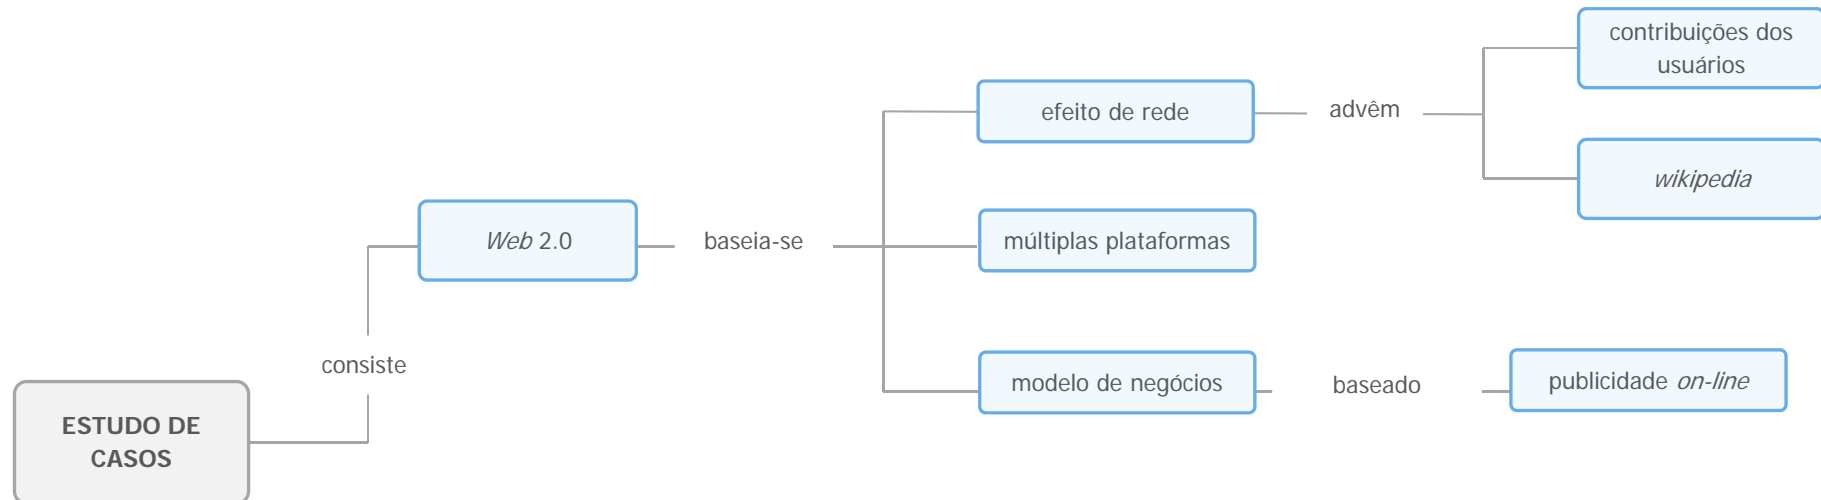 contribuições dos
usuários
efeito de rede
advêm
wikipedia
Web 2.0
baseia-se
múltiplas plataformas
consiste
modelo de negócios
baseado
publicidade on-line
ESTUDO DE
CASOS